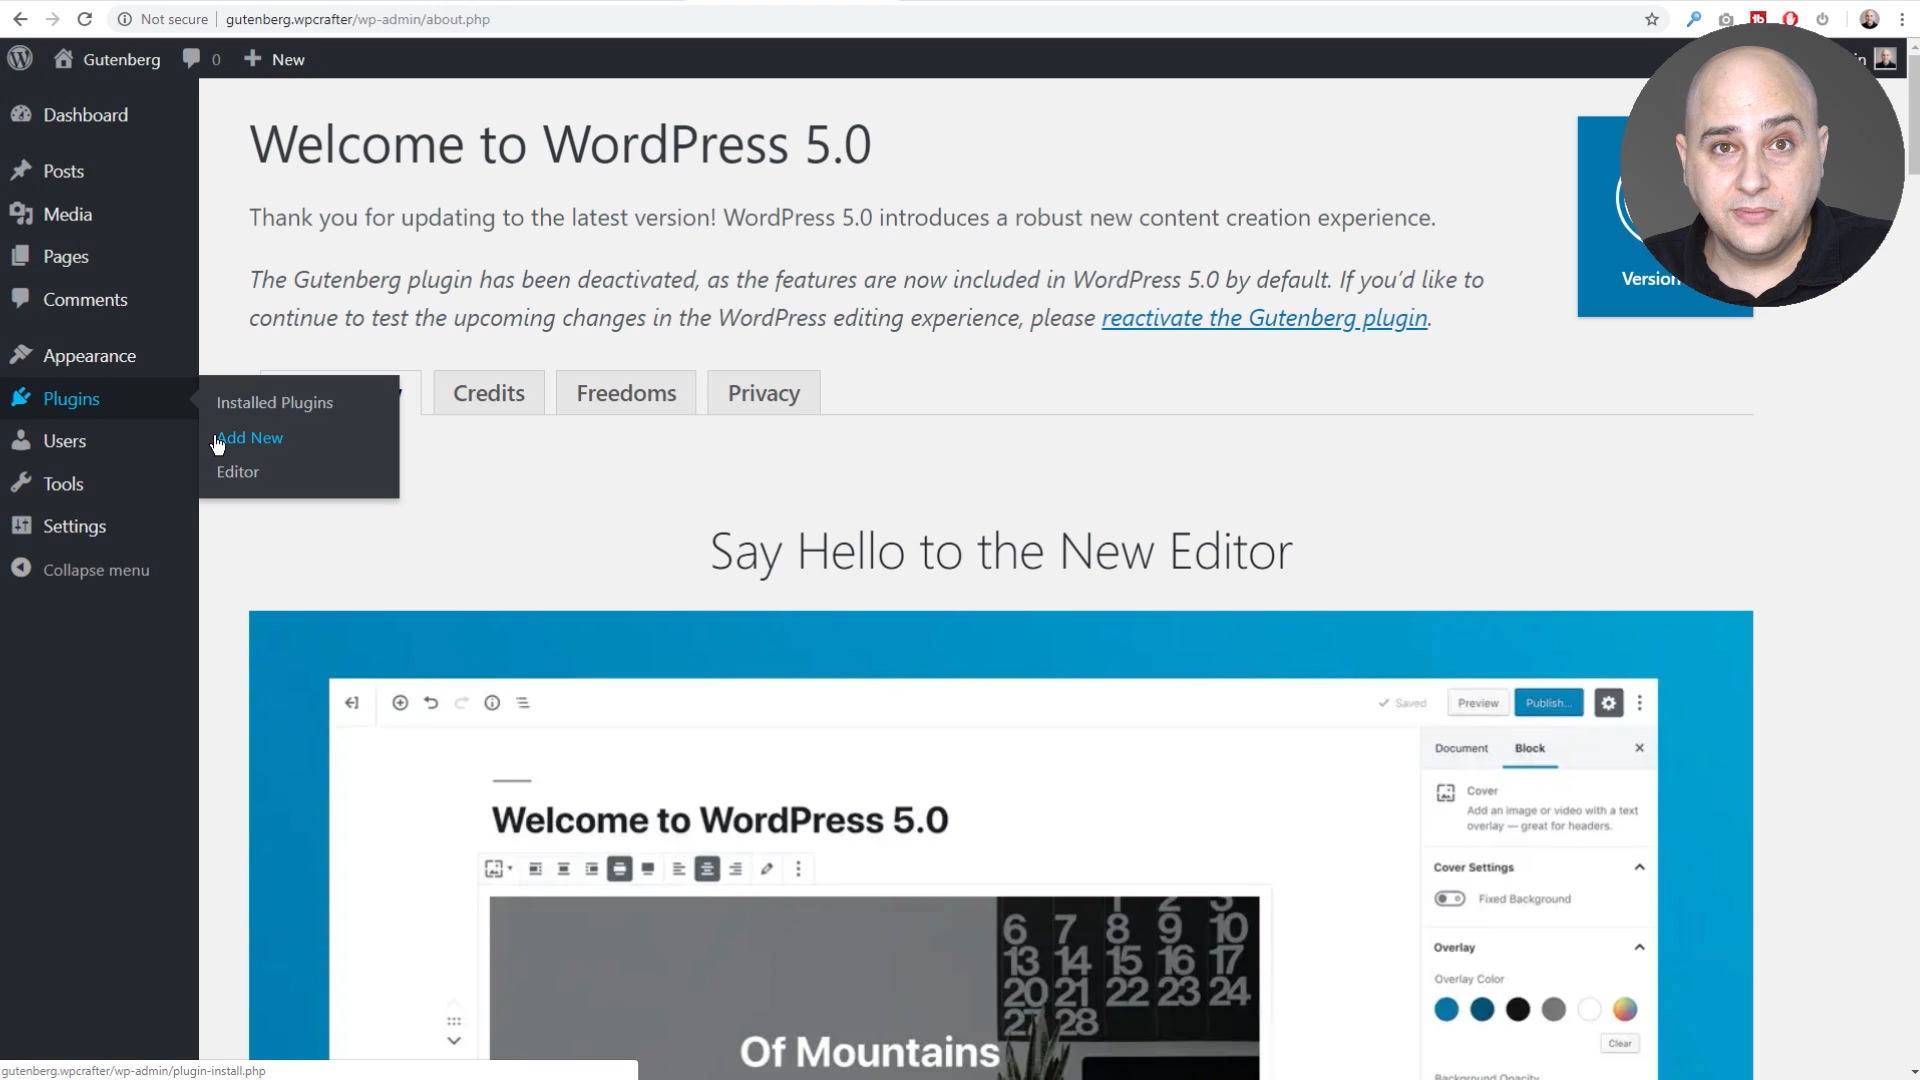 Not secure
gutenberg.wpcrafter/wp-admin/about.php
Gutenberg
0
New
Dashboard
Posts
Media
Pages
Comments
Appearance
Plugins
Users
Tools
Settings
Collapse menu
Installed Plugins
Add New
Editor
Welcome to WordPress 5.0
Thank you for updating to the latest version! WordPress 5.0 introduces a robust new content creation experience.
The Gutenberg plugin has been deactivated, as the features are now included in WordPress 5.0 by default. If you'd like to
continue to test the upcoming changes in the WordPress editing experience, please reactivate the Gutenberg plugin.
Version
Credits
Freedoms
Privacy
Say Hello to the New Editor
Saved
Preview
Publish...
Document
Block
Cover
Add an image or video with a text
overlay — great for headers.
Cover Settings
Fixed Background
Overlay
Overlay Color
Clear
Background Opacity
Welcome to WordPress 5.0
1 2 3
6 7 8 9 10
13 14 15 16 17
20 21 22 23 24
27 28
Of Mountains
gutenberg.wpcrafter/wp-admin/plugin-install.php